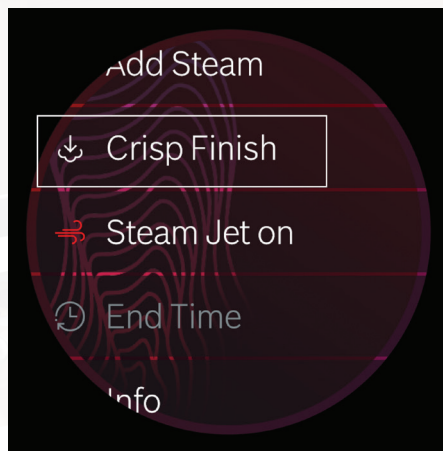 Add Steam
Crisp Finish
Steam Jet on
End Time
Info